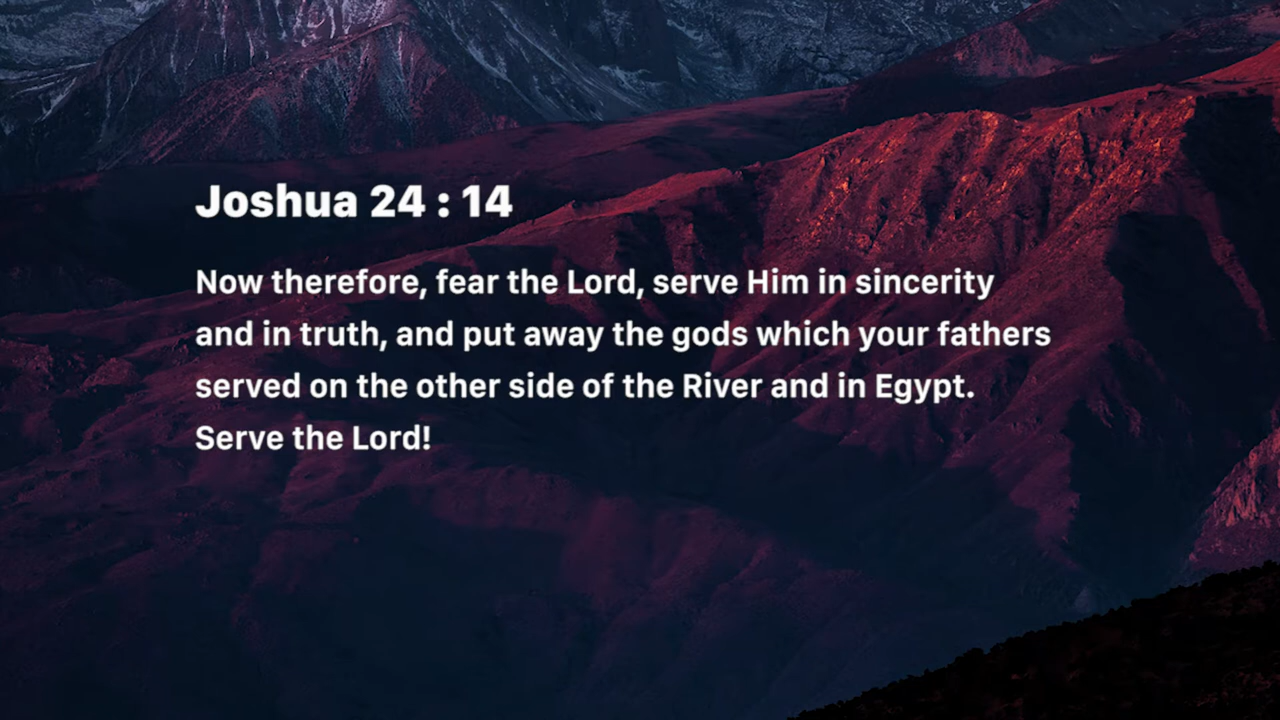 Joshua 24 : 14
Now therefore, fear the Lord, serve Him in sincerity
and in truth, and put away the gods which your fathers
served on the other side of the River and in Egypt.
Serve the Lord!